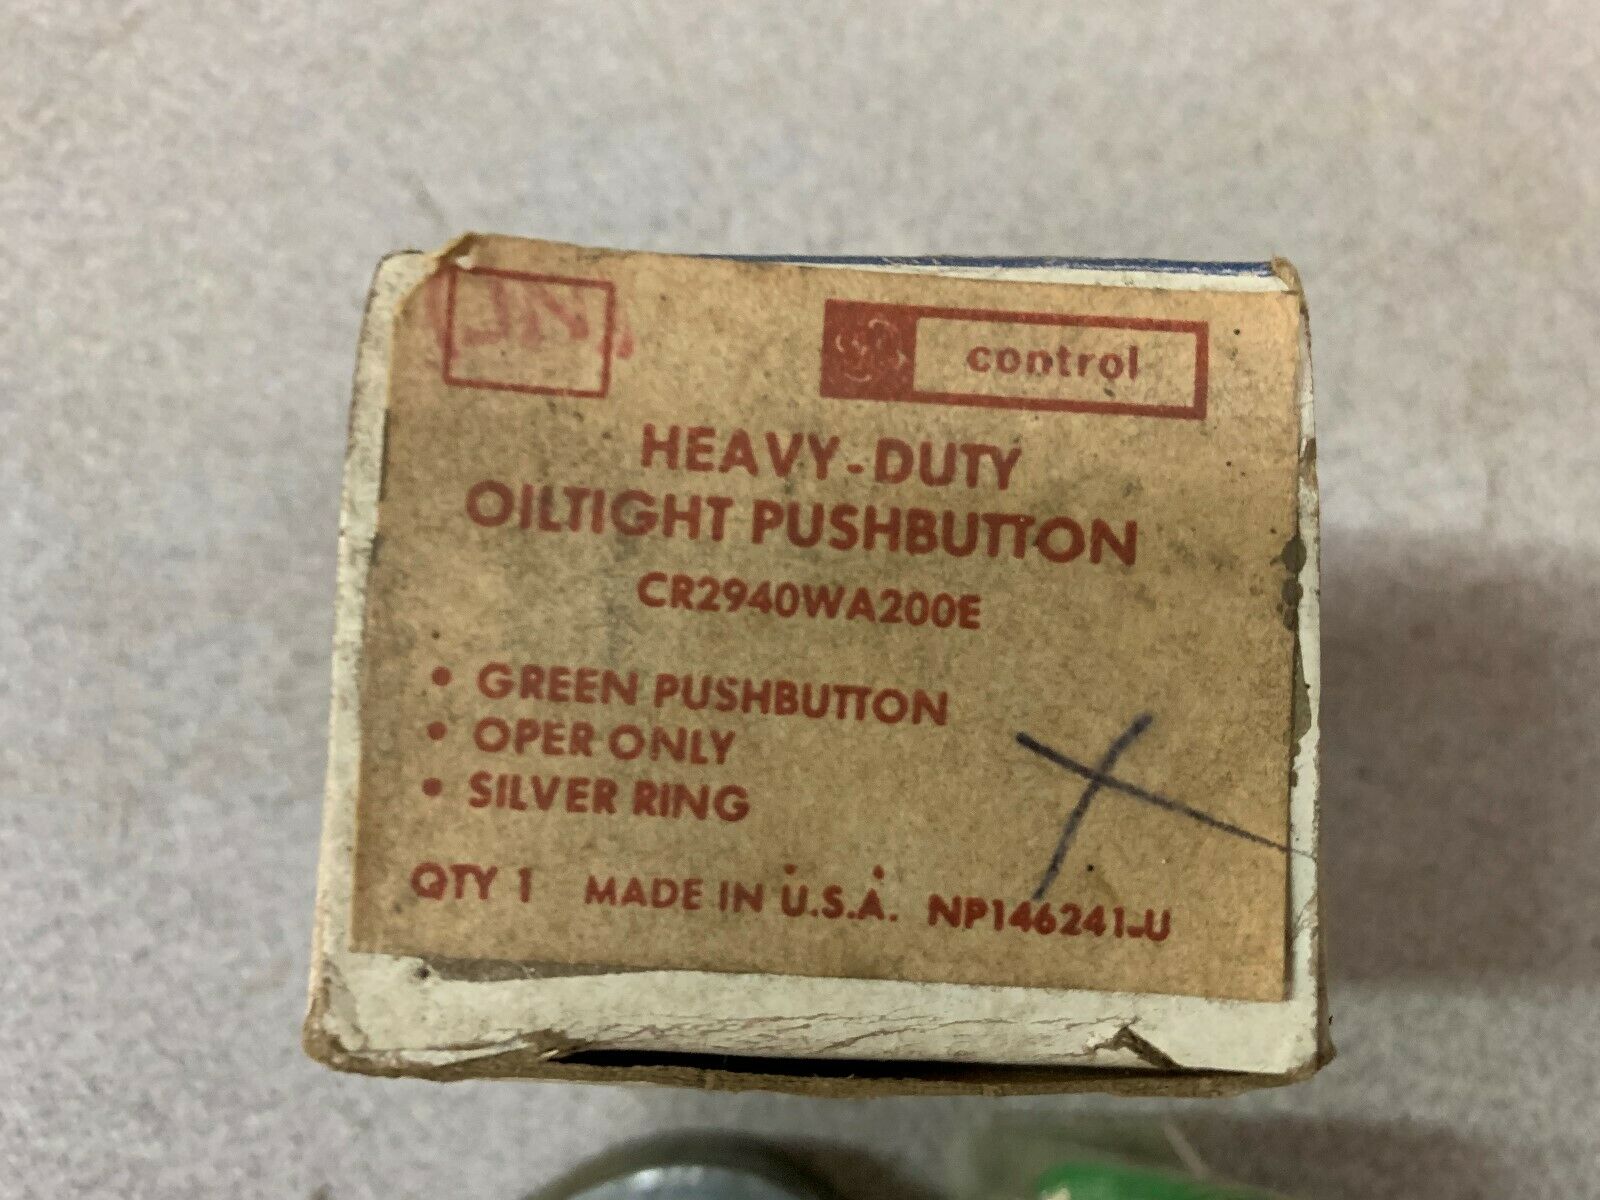 control
HEAVY-DUTY
OILTIGHT PUSHBUTTON
CR2940WA200E
• GREEN PUSHBUTTON
• OPER ONLY
• SILVER RING
QTY 1 MADE IN U.S.A. NP146241-U